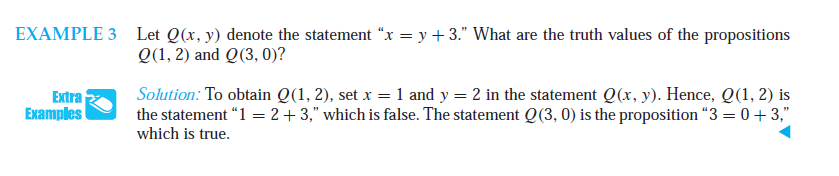 EXAMPLE 3 Let Q(x, y) denote the statement “x = y + 3.” What are the truth values of the propositions
Q(1, 2) and Q(3, 0)?
Extra
Examples
Solution: To obtain Q(1, 2), set x = 1 and y = 2 in the statement Q(x, y). Hence, Q(1, 2) is
the statement “1 = 2 + 3,” which is false. The statement Q(3, 0) is the proposition “3 = 0 + 3,”
which is true.